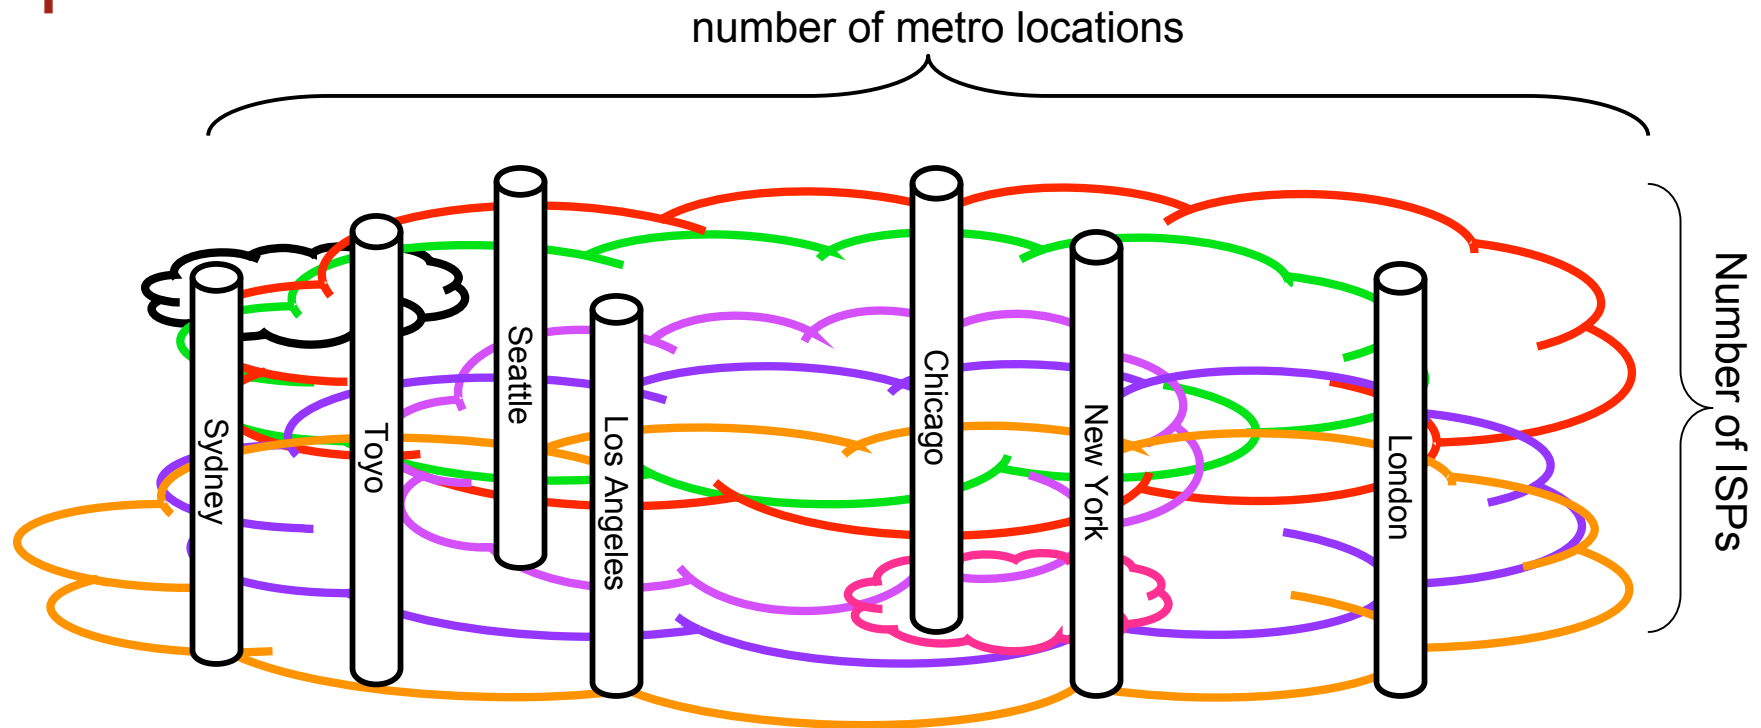 number of metro locations
Sydney
Toyo
Seattle
Los Angeles
Chicago
New York
London
Number of ISPs